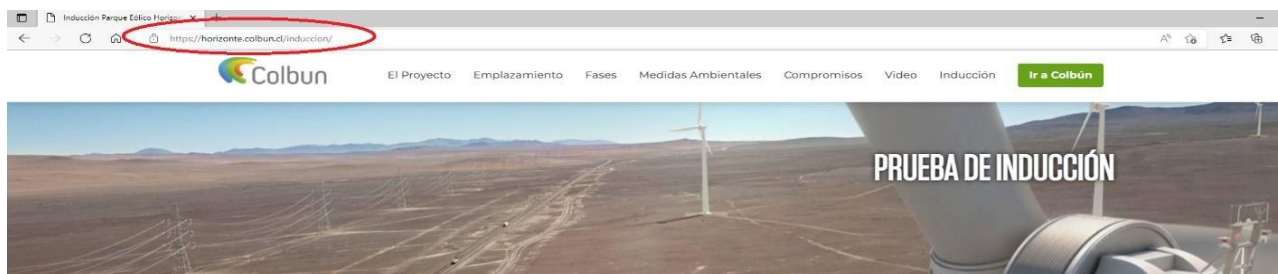 Inducción Parque Eólico Horizon
https://horizonte.colbun.cl/induccion/
Colbun
El Proyecto Emplazamiento Fases Medidas Ambientales Compromisos Video Inducción Ir a Colbún
PRUEBA DE INDUCCIÓN